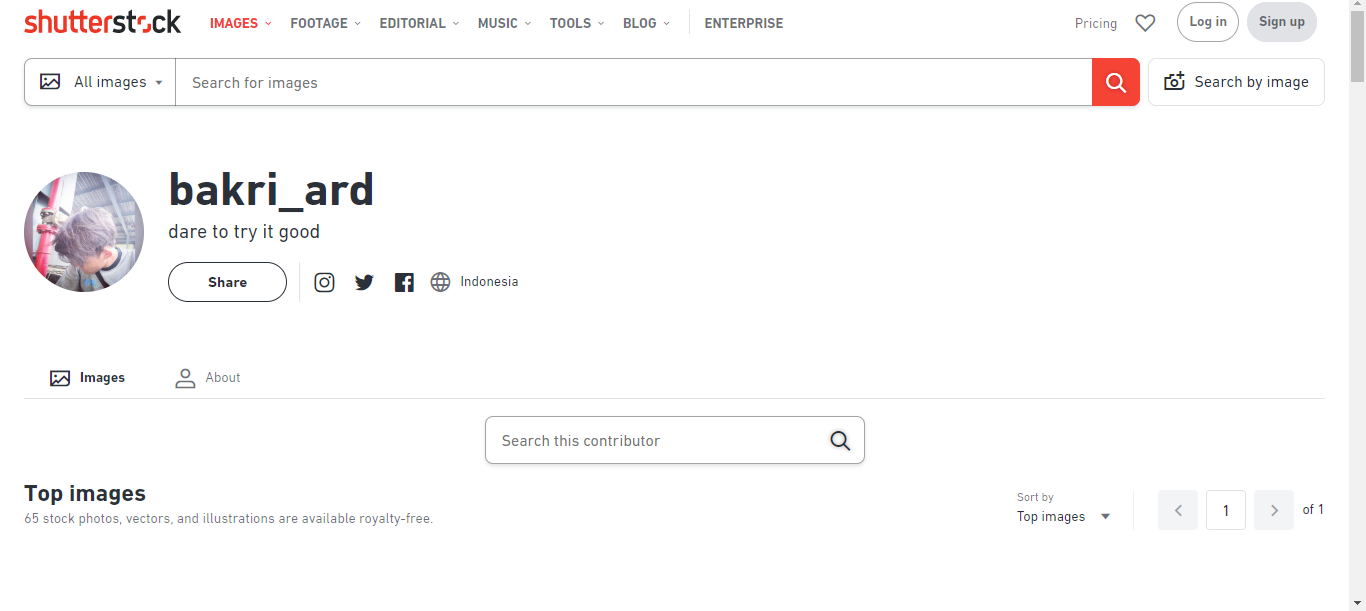 shutterstock IMAGES FOOTAGE EDITORIAL MUSIC TOOLS BLOG ENTERPRISE Pricing Log in Sign up
All images Search for images Search by image
bakri_ard
dare to try it good
Share Indonesia
Images About
Search this contributor
Top images
65 stock photos, vectors, and illustrations are available royalty-free.
Sort by
Top images 1 of 1